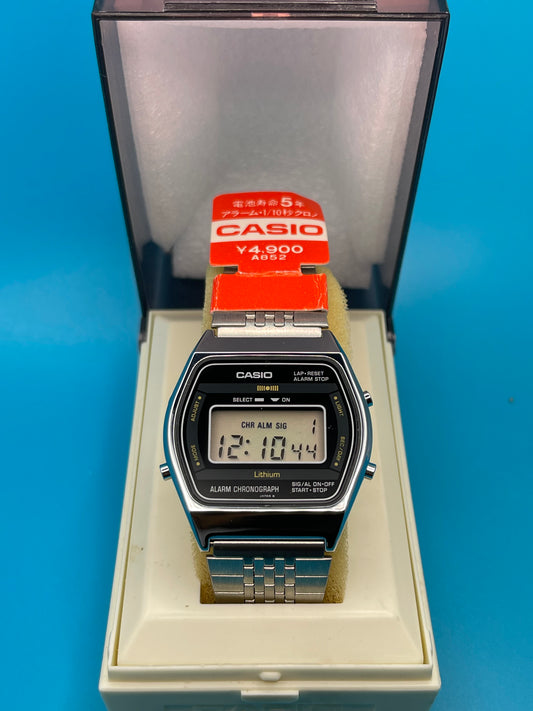 電池寿命5年
アラーム・1/10秒クロノ
CASIO
¥4,900
A852
CASIO
LAP・RESET
ALARM STOP
SELECT
ON
ADJUST
LIGHT
CHR ALM SIG
1
12:10 44
MODE
SEC/DAY
Lithium
ALARM CHRONOGRAPH
SIG/AL ON-OFF
START・STOP